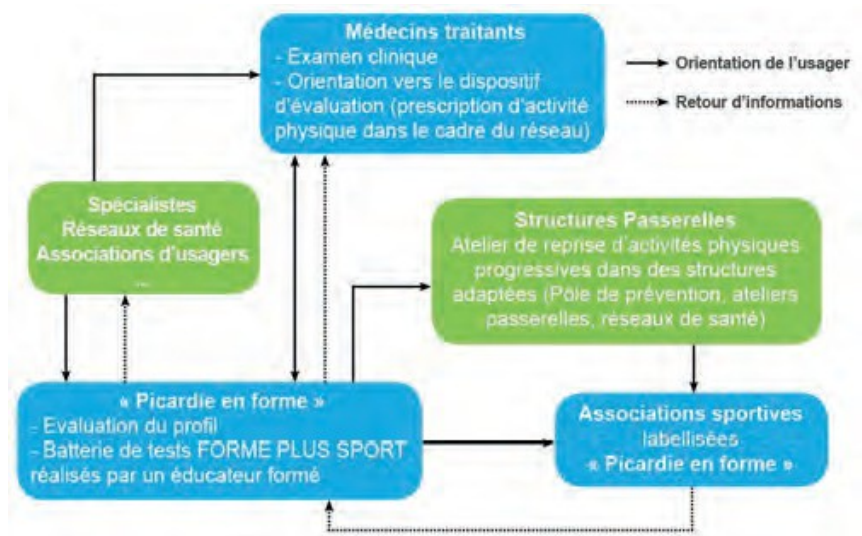 Médecins traitants
- Examen clinique
- Orientation vers le dispositif
d'évaluation (prescription d'activité
physique dans le cadre du réseau)
Orientation de l'usager
Retour d'informations
Spécialistes
Réseaux de santé
Associations d'usagers
...
Structures Passerelles
Atelier de reprise d'activités physiques
progressives dans des structures
adaptées (Pôle de prévention, ateliers
passerelles, réseaux de santé)
« Picardie en forme »
- Evaluation du profil
- Batterie de tests FORME PLUS SPORT
réalisés par un éducateur formé
Associations sportives
labellisées
« Picardie en forme »